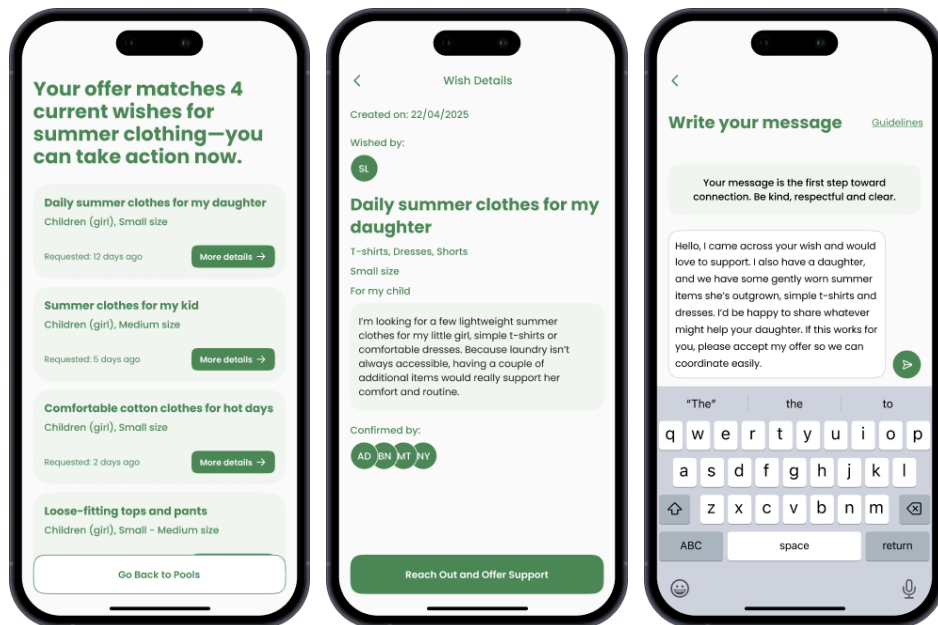 Your offer matches 4
current wishes for
summer clothing—you
can take action now.
Daily summer clothes for my daughter
Children (girl), Small size
Requested: 12 days ago
More details →
Summer clothes for my kid
Children (girl), Medium size
Requested: 5 days ago
More details →
Comfortable cotton clothes for hot days
Children (girl), Small size
Requested: 2 days ago
More details →
Loose-fitting tops and pants
Children (girl), Small - Medium size
Go Back to Pools
Wish Details
Created on: 22/04/2025
Wished by:
SL
Daily summer clothes for my
daughter
T-shirts, Dresses, Shorts
Small size
For my child
I'm looking for a few lightweight summer
clothes for my little girl, simple t-shirts or
comfortable dresses. Because laundry isn't
always accessible, having a couple of
additional items would really support her
comfort and routine.
Confirmed by:
AD BN MT NY
Reach Out and Offer Support
Write your message
Guidelines
Your message is the first step toward
connection. Be kind, respectful and clear.
Hello, I came across your wish and would
love to support. I also have a daughter,
and we have some gently worn summer
items she's outgrown, simple t-shirts and
dresses. I'd be happy to share whatever
might help your daughter. If this works for
you, please accept my offer so we can
coordinate easily.
"The" the to
q w e r t y u i o p
a s d f g h j k l
z x c v b n m
ABC space return